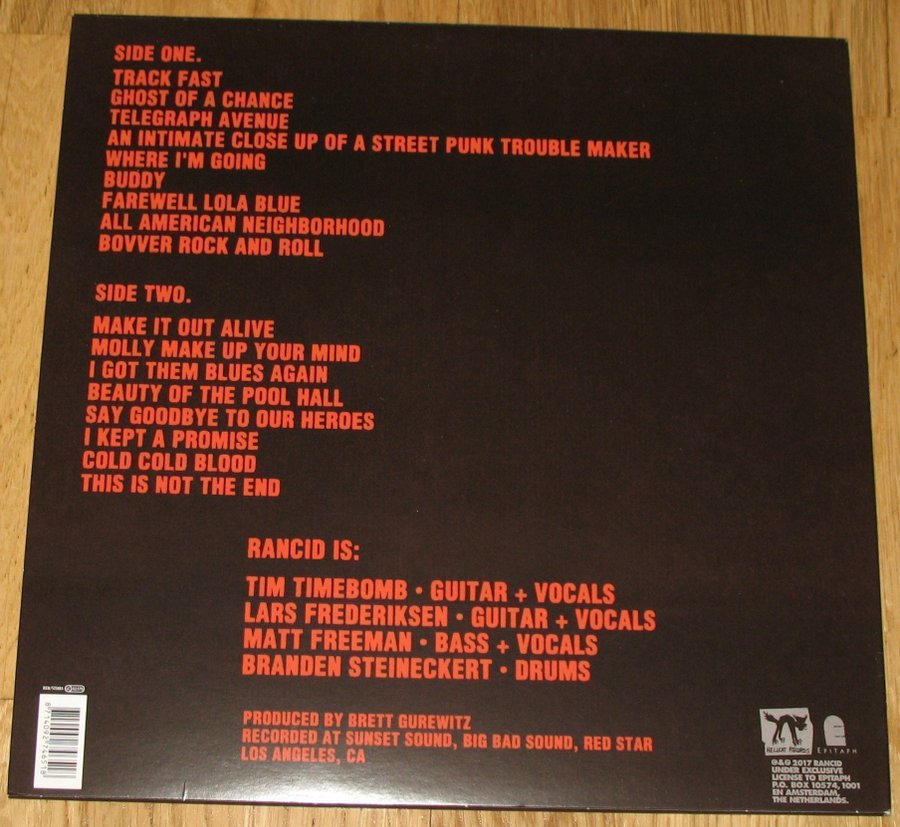 SIDE ONE.
TRACK FAST
GHOST OF A CHANCE
TELEGRAPH AVENUE
AN INTIMATE CLOSE UP OF A STREET PUNK TROUBLE MAKER
WHERE I'M GOING
BUDDY
FAREWELL LOLA BLUE
ALL AMERICAN NEIGHBORHOOD
BOVVER ROCK AND ROLL
SIDE TWO.
MAKE IT OUT ALIVE
MOLLY MAKE UP YOUR MIND
I GOT THEM BLUES AGAIN
BEAUTY OF THE POOL HALL
SAY GOODBYE TO OUR HEROES
I KEPT A PROMISE
COLD COLD BLOOD
THIS IS NOT THE END
RANCID IS:
TIM TIMEBOMB • GUITAR + VOCALS
LARS FREDERIKSEN • GUITAR + VOCALS
MATT FREEMAN • BASS + VOCALS
BRANDEN STEINECKERT • DRUMS
PRODUCED BY BRETT GUREWITZ
RECORDED AT SUNSET SOUND, BIG BAD SOUND, RED STAR
LOS ANGELES, CA
HELLCAT RECORDS
EPITAPH
℗&© 2017 RANCID
UNDER EXCLUSIVE
LICENSE TO EPITAPH
P.O. BOX 10574, 1001
EN AMSTERDAM,
THE NETHERLANDS.